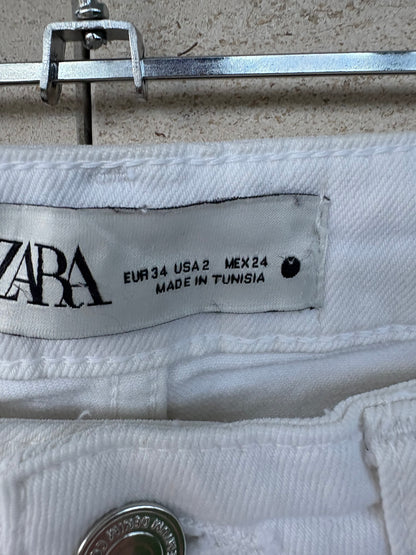 ZARA
EUR 34 USA 2 MEX 24
MADE IN TUNISIA